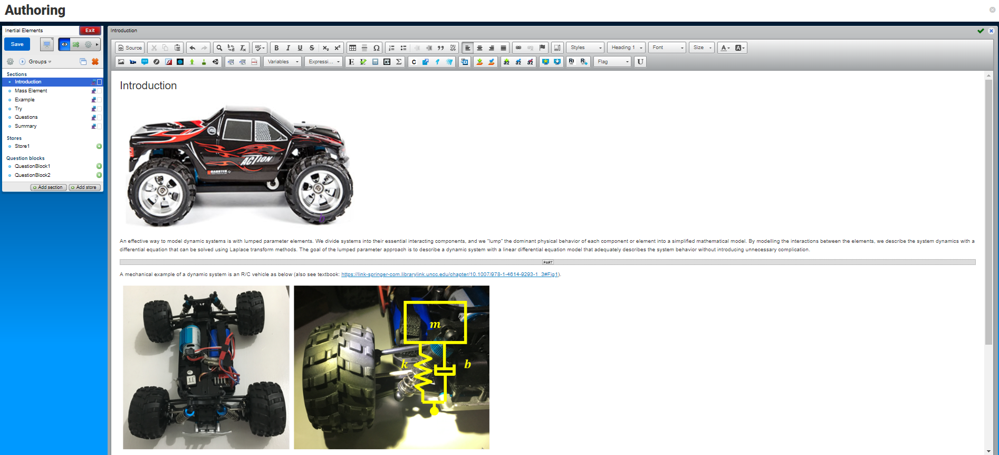 Authoring
Inertial Elements
Exit
Save
Groups
Sections
Introduction
Mass Element
Example
Try
Questions
Summary
Stores
Store1
Question blocks
QuestionBlock1
QuestionBlock2
Add section
Add store
Introduction
Source
B I U S x₂ xˣ
Styles
Heading 1
Font
Size
A
A
Variables
Expressi...
E
Σ
C
Flag
U
Introduction
ACTION
An effective way to model dynamic systems is with lumped parameter elements. We divide systems into their essential interacting components, and we "lump" the dominant physical behavior of each component or element into a simplified mathematical model. By modelling the interactions between the elements, we describe the system dynamics with a
differential equation that can be solved using Laplace transform methods. The goal of the lumped parameter approach is to describe a dynamic system with a linear differential equation model that adequately describes the system behavior without introducing unnecessary complication.
PART
A mechanical example of a dynamic system is an R/C vehicle as below (also see textbook: https://link-springer-com.librarylink.uncc.edu/chapter/10.1007/978-1-4614-9293-1_3#Fig1).
m
k
b